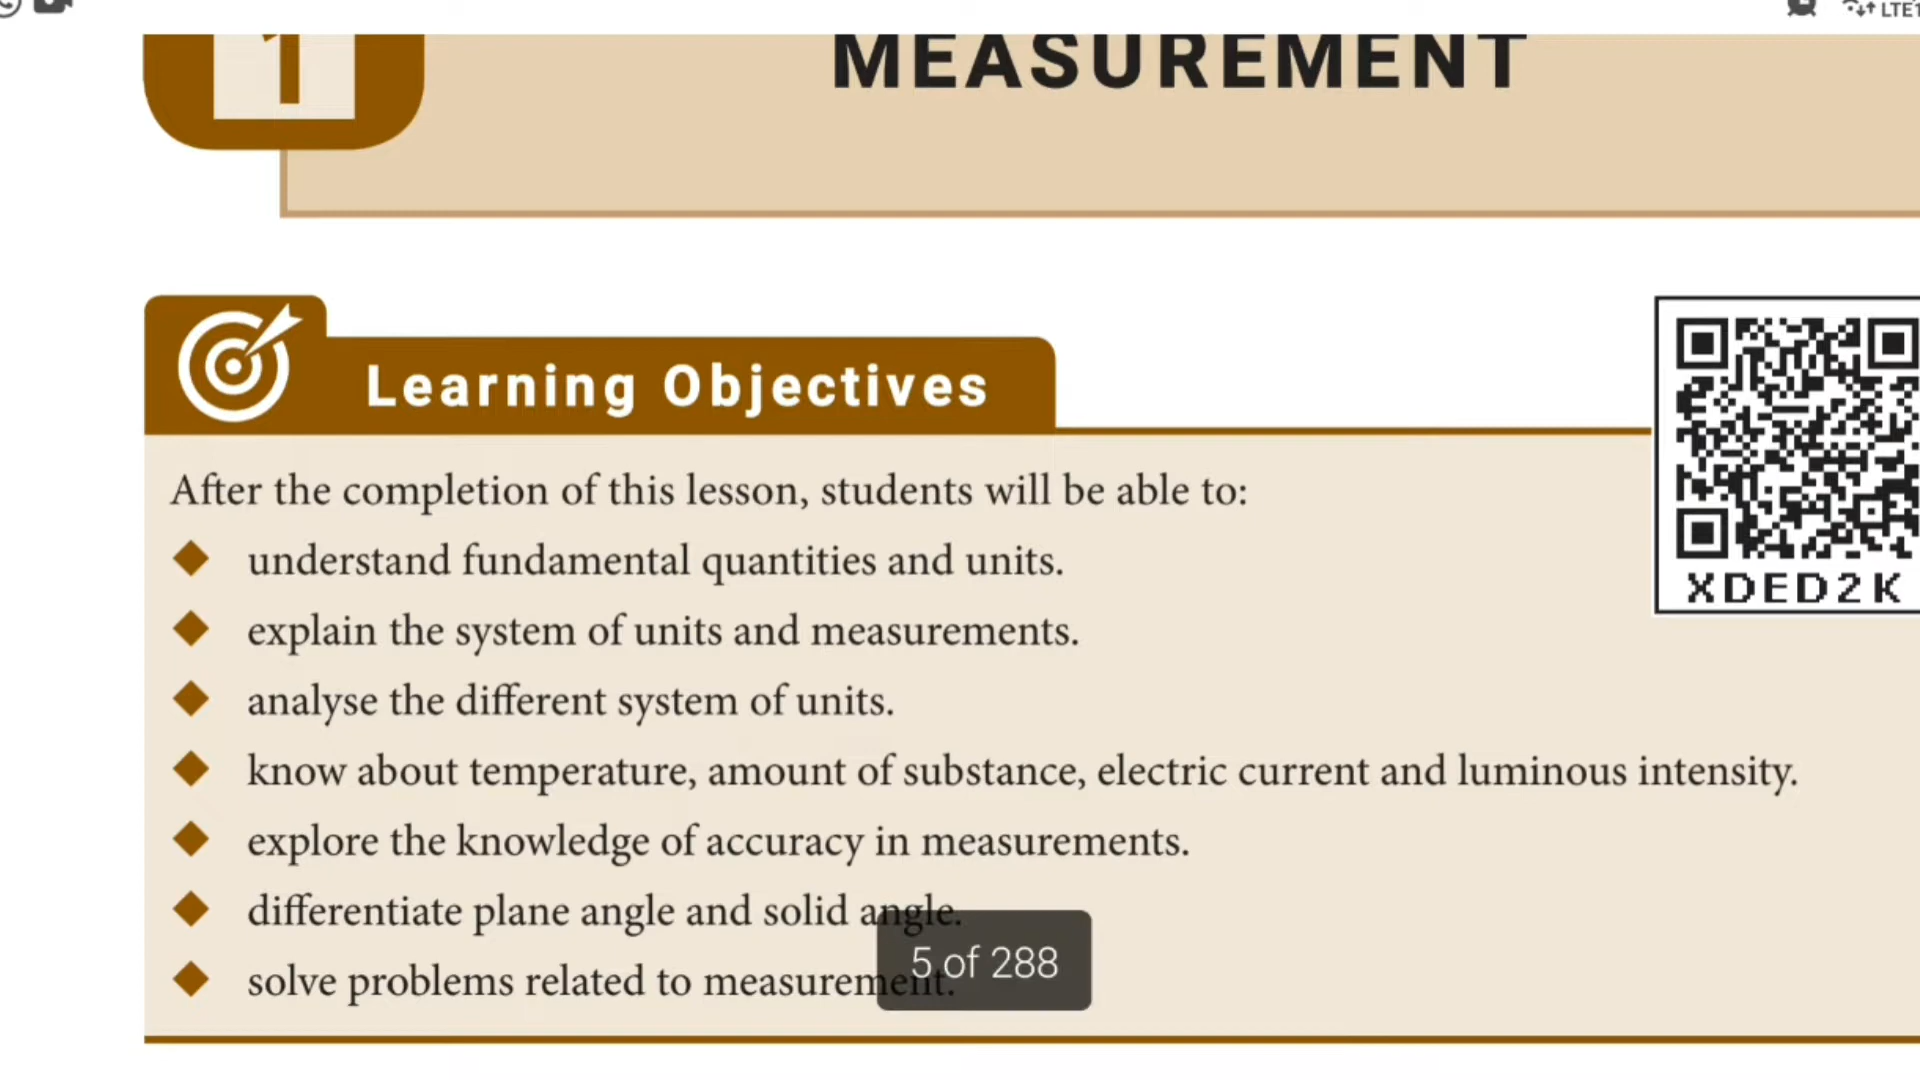 LTE1
1
MEASUREMENT
Learning Objectives
XDED2K
After the completion of this lesson, students will be able to:
understand fundamental quantities and units.
explain the system of units and measurements.
analyse the different system of units.
know about temperature, amount of substance, electric current and luminous intensity.
explore the knowledge of accuracy in measurements.
differentiate plane angle and solid angle.
5 of 288
solve problems related to measurement.